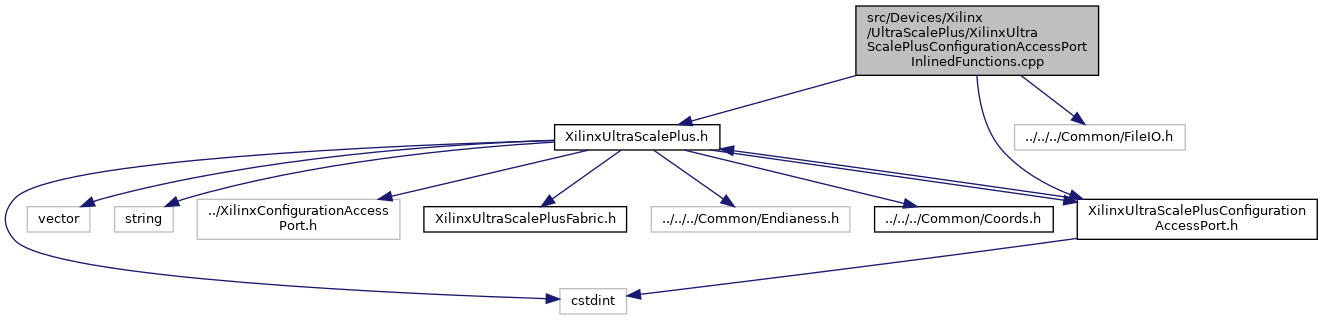 src/Devices/Xilinx
/UltraScalePlus/XilinxUltra
ScalePlusConfigurationAccessPort
InlinedFunctions.cpp
XilinxUltraScalePlus.h
../../../Common/FileIO.h
vector
string
../XilinxConfigurationAccess
Port.h
XilinxUltraScalePlusFabric.h
../../../Common/Endianess.h
../../../Common/Coords.h
XilinxUltraScalePlusConfiguration
AccessPort.h
cstdint